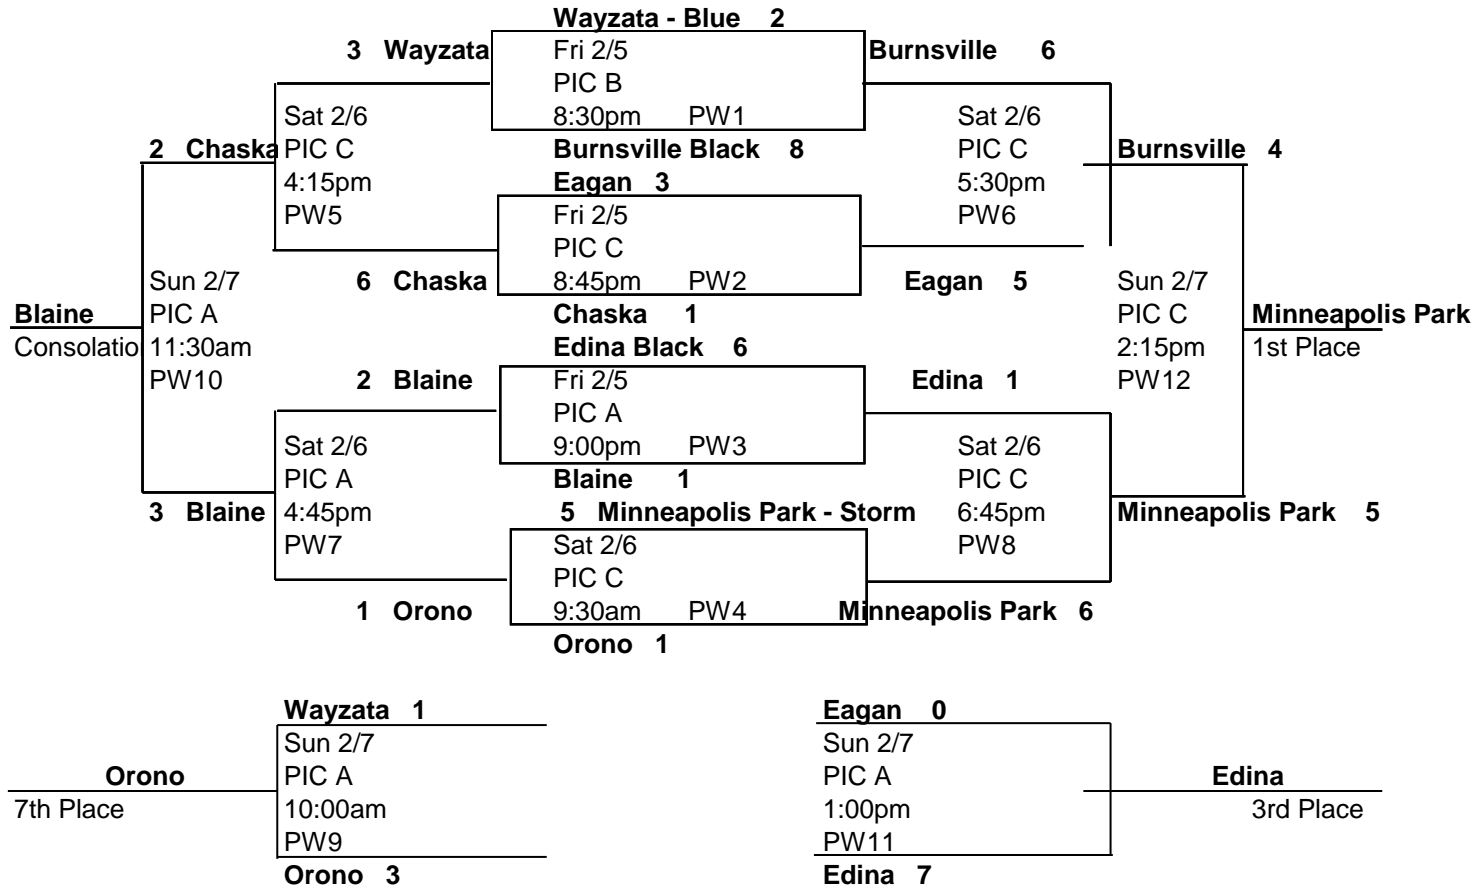 Wayzata - Blue 2
3 Wayzata Fri 2/5 Burnsville 6
PIC B
Sat 2/6 8:30pm PW1 Sat 2/6
2 Chaska PIC C Burnsville Black 8 PIC C Burnsville 4
4:15pm Eagan 3 5:30pm
PW5 Fri 2/5 PW6
PIC C
Sun 2/7 6 Chaska 8:45pm PW2 Eagan 5 Sun 2/7
Blaine PIC A Chaska 1 PIC C Minneapolis Park
Consolatio 11:30am Edina Black 6 2:15pm 1st Place
PW10 2 Blaine Fri 2/5 Edina 1 PW12
PIC A
Sat 2/6 9:00pm PW3 Sat 2/6
PIC A Blaine 1 PIC C
3 Blaine 4:45pm 5 Minneapolis Park - Storm 6:45pm Minneapolis Park 5
PW7 Sat 2/6 PW8
PIC C
1 Orono 9:30am PW4 Minneapolis Park 6
Orono 1
Wayzata 1 Eagan 0
Sun 2/7 Sun 2/7
Orono PIC A PIC A Edina
7th Place 10:00am 1:00pm 3rd Place
PW9 PW11
Orono 3 Edina 7